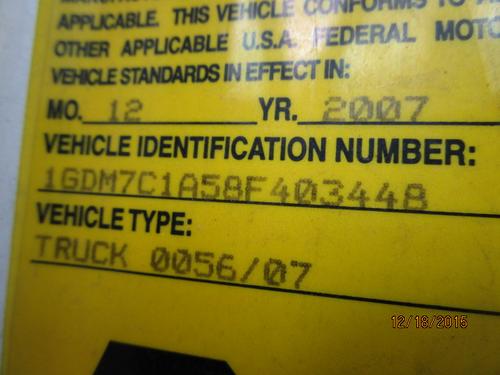 APPLICABLE. THIS VEHICLE CONFORMS TO
OTHER APPLICABLE U.S.A. FEDERAL MOTO
VEHICLE STANDARDS IN EFFECT IN:
MO. 12 YR. 2007
VEHICLE IDENTIFICATION NUMBER:
1GDM7C1A58F403448
VEHICLE TYPE:
TRUCK 0056/07
12/18/2015